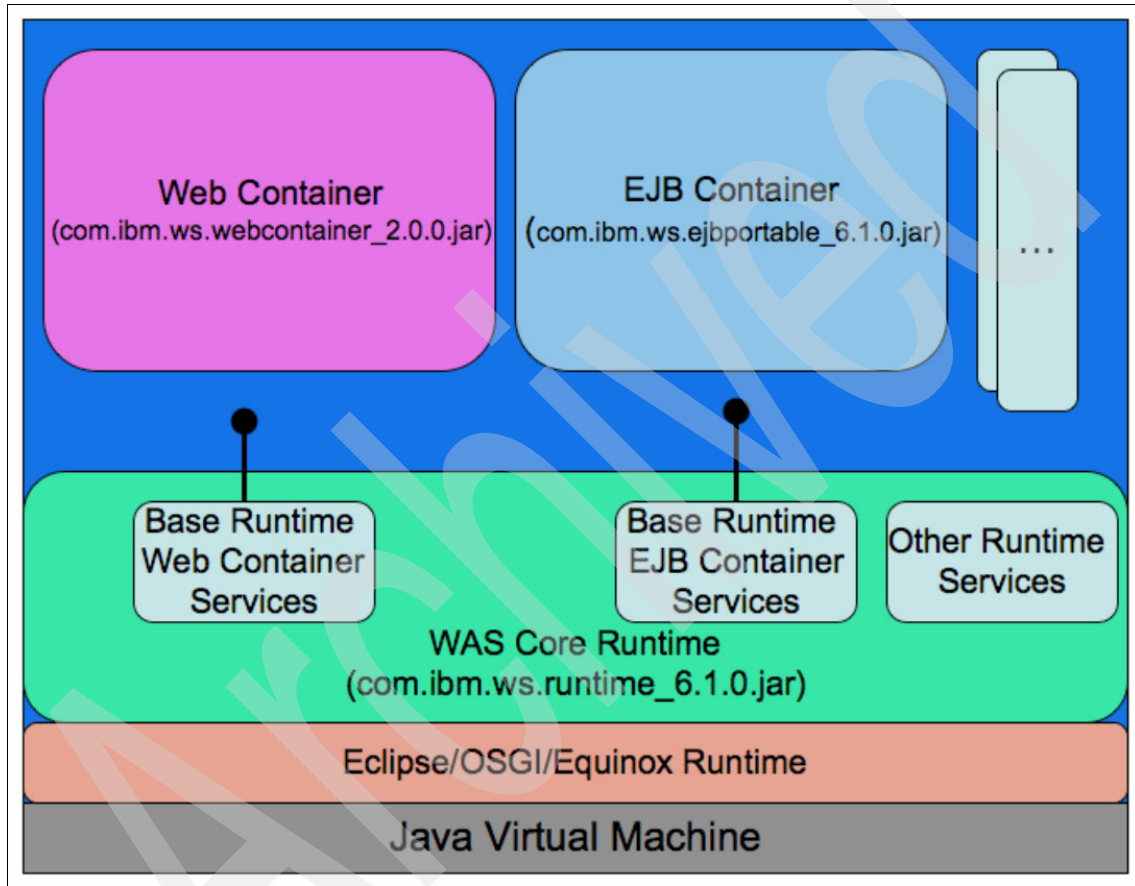 Web Container
(com.ibm.ws.webcontainer_2.0.0.jar)
EJB Container
(com.ibm.ws.ejbportable_6.1.0.jar)
...
Base Runtime
Web Container
Services
Base Runtime
EJB Container
Services
Other Runtime
Services
WAS Core Runtime
(com.ibm.ws.runtime_6.1.0.jar)
Eclipse/OSGI/Equinox Runtime
Java Virtual Machine
Archived